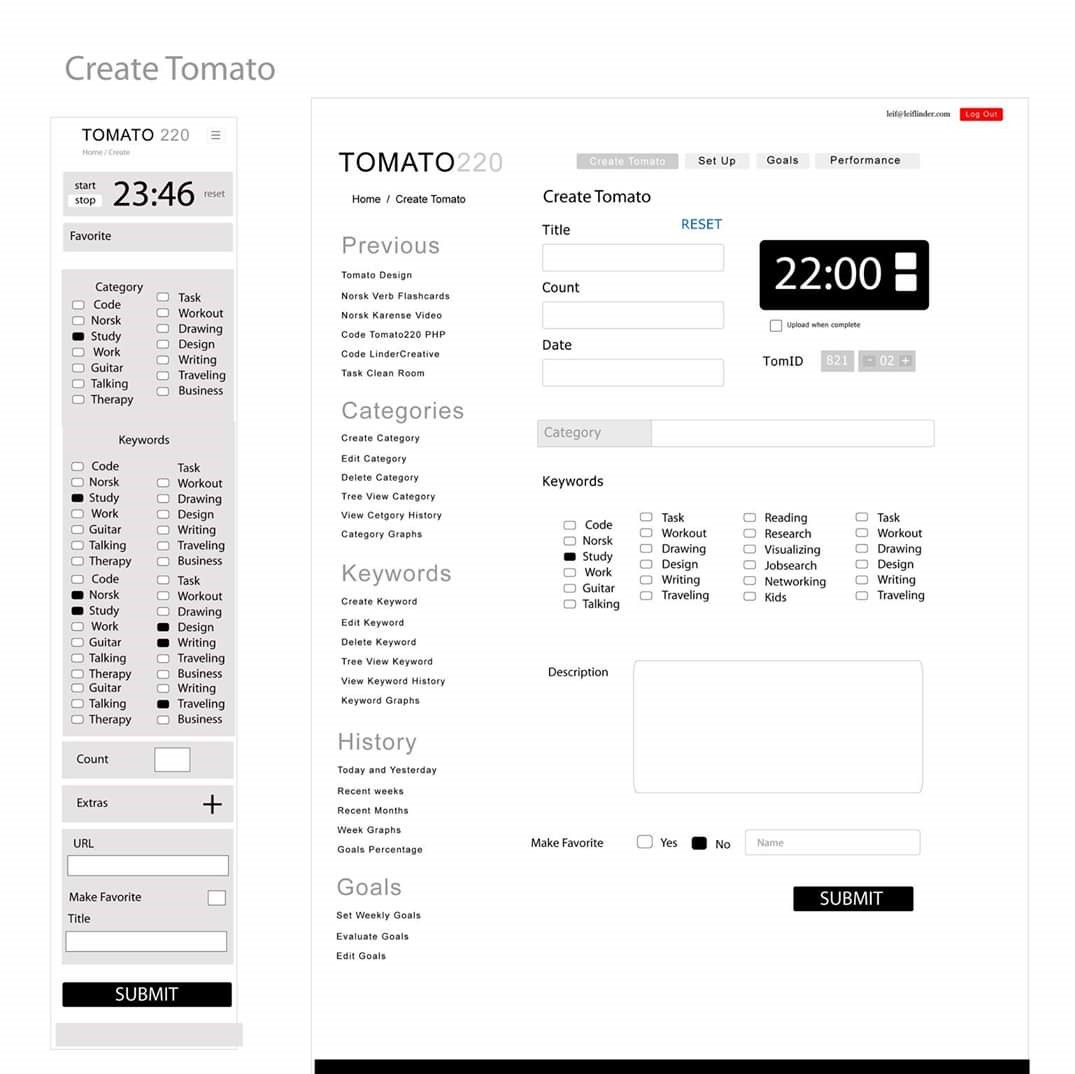 Create Tomato
TOMATO 220
☰
Home / Create
start
stop
23:46
reset
Favorite
Category
Code
Norsk
Study
Work
Guitar
Talking
Therapy
Task
Workout
Drawing
Design
Writing
Traveling
Business
Keywords
Code
Norsk
Study
Work
Guitar
Talking
Therapy
Code
Norsk
Study
Work
Guitar
Talking
Therapy
Guitar
Talking
Therapy
Task
Workout
Drawing
Design
Writing
Traveling
Business
Task
Workout
Drawing
Design
Writing
Traveling
Business
Writing
Traveling
Business
Count
Extras +
URL
Make Favorite
Title
SUBMIT
leif@leiflinder.com Log Out
TOMATO220
Create Tomato Set Up Goals Performance
Home / Create Tomato
Previous
Tomato Design
Norsk Verb Flashcards
Norsk Karense Video
Code Tomato220 PHP
Code LinderCreative
Task Clean Room
Categories
Create Category
Edit Category
Delete Category
Tree View Category
View Cetgory History
Category Graphs
Keywords
Create Keyword
Edit Keyword
Delete Keyword
Tree View Keyword
View Keyword History
Keyword Graphs
History
Today and Yesterday
Recent weeks
Recent Months
Week Graphs
Goals Percentage
Goals
Set Weekly Goals
Evaluate Goals
Edit Goals
Create Tomato
Title RESET
Count
Date
22:00
Upload when complete
TomID 821 - 02 +
Category
Keywords
Code
Norsk
Study
Work
Guitar
Talking
Task
Workout
Drawing
Design
Writing
Traveling
Reading
Research
Visualizing
Jobsearch
Networking
Kids
Task
Workout
Drawing
Design
Writing
Traveling
Description
Make Favorite Yes No Name
SUBMIT